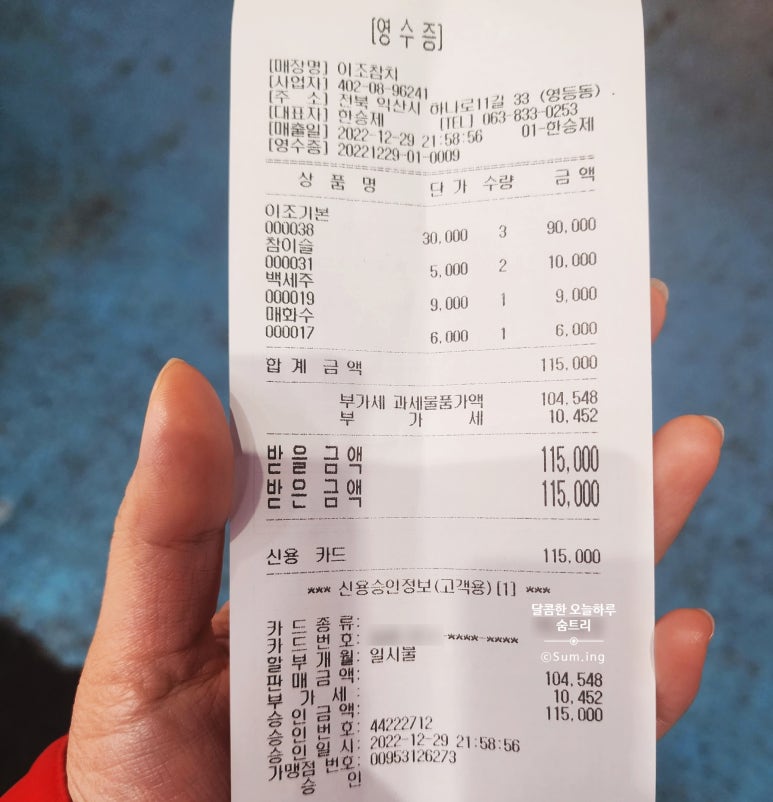 [영수증]
[매장명] 이조참치
[사업자] 402-08-96241
[주 소] 전북 익산시 하나로11길 33 (영등동) .
[대표자] 한승제 [TEL] 063-833-0253
[매출일] 2022-12-29 21:58:56 01-한승제
[영수증] 20221229-01-0009
상 품 명 단 가 수량 금 액
이조기본
000038 30,000 3 90,000
참이슬
000031 5,000 2 10,000
백세주
000019 9,000 1 9,000
매화수
000017 6,000 1 6,000
합 계 금 액 115,000
부가세 과세물품가액 104,548
부 가 세 10,452
받 을 금 액 115,000
받 은 금 액 115,000
신용 카드 115,000
*** 신용승인정보(고객용) [1] ***
카 드 종 류:
카 드 번 호: -****-****
할 부 개 월: 일시불
판 매 금 액: 104,548
부 가 세 : 10,452
승 인 금 액: 115,000
승 인 번 호: 44222712
승 인 일 시: 2022-12-29 21:58:56
가맹점 번 호: 00953126273
승 인
달콤한 오늘하루
숨트리
©Sum.ing